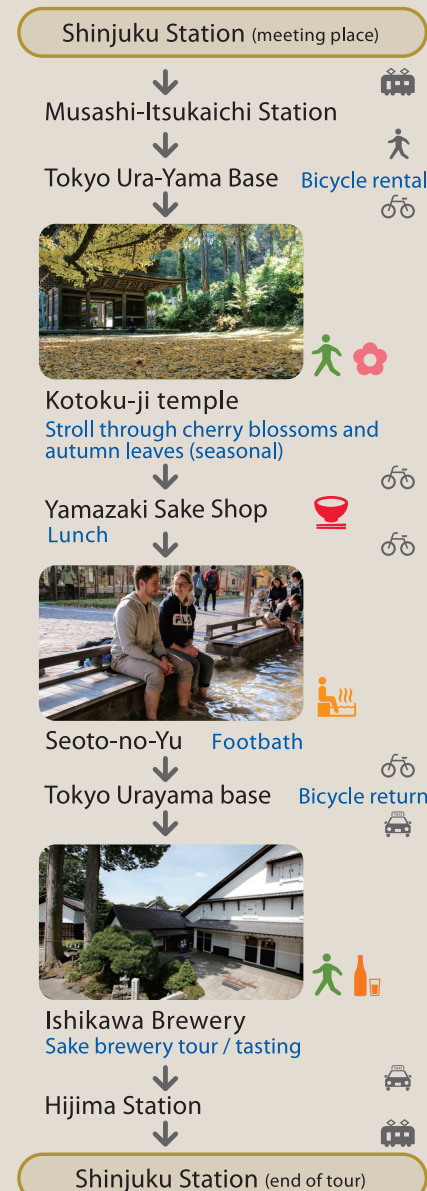 Shinjuku Station (meeting place)
Musashi-Itsukaichi Station
Tokyo Ura-Yama Base Bicycle rental
Kotoku-ji temple
Stroll through cherry blossoms and
autumn leaves (seasonal)
Yamazaki Sake Shop
Lunch
Seoto-no-Yu Footbath
Tokyo Urayama base Bicycle return
Ishikawa Brewery
Sake brewery tour / tasting
Hijima Station
Shinjuku Station (end of tour)